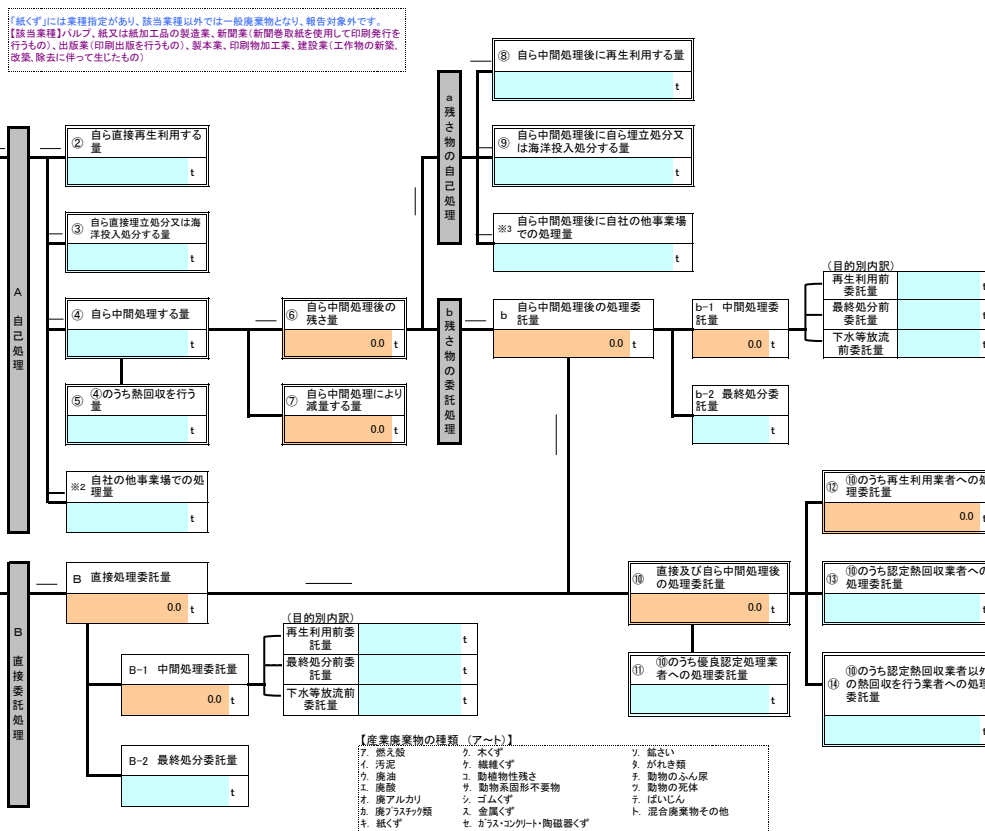 「紙くず」には業種指定があり、該当業種以外では一般廃棄物となり、報告対象外です。
【該当業種】パルプ、紙又は紙加工品の製造業、新聞業(新聞巻取紙を使用して印刷発行を
行うもの)、出版業(印刷出版を行うもの)、製本業、印刷物加工業、建設業(工作物の新築、
改築、除去に伴って生じたもの)
A 自己処理
② 自ら直接再生利用する
量
t
③ 自ら直接埋立処分又は海
洋投入処分する量
t
④ 自ら中間処理する量
t
⑤ ④のうち熱回収を行う
量
t
※2 自社の他事業場での処
理量
t
⑥ 自ら中間処理後の
残さ量
0.0 t
⑦ 自ら中間処理により
減量する量
0.0 t
a 残さ物の自己処理
⑧ 自ら中間処理後に再生利用する量
t
⑨ 自ら中間処理後に自ら埋立処分又
は海洋投入処分する量
t
※3 自ら中間処理後に自社の他事業場
での処理量
t
b 残さ物の委託処理
b 自ら中間処理後の処理委
託量
0.0 t
b-1 中間処理委
託量
0.0 t
b-2 最終処分委
託量
t
(目的別内訳)
再生利用前
委託量
t
最終処分前
委託量
t
下水等放流
前委託量
t
B 直接委託処理
B 直接処理委託量
0.0 t
B-1 中間処理委託量
0.0 t
B-2 最終処分委託量
t
(目的別内訳)
再生利用前委
託量
t
最終処分前委
託量
t
下水等放流前
委託量
t
⑩ 直接及び自ら中間処理後
の処理委託量
0.0 t
⑪ ⑩のうち優良認定処理業
者への処理委託量
t
⑫ ⑩のうち再生利用業者への処
理委託量
0.0 t
⑬ ⑩のうち認定熱回収業者への
処理委託量
t
⑭ ⑩のうち認定熱回収業者以外
の熱回収を行う業者への処理
委託量
t
【産業廃棄物の種類 (ア～ト)】
ア. 燃え殻
イ. 汚泥
ウ. 廃油
エ. 廃酸
オ. 廃アルカリ
カ. 廃プラスチック類
キ. 紙くず
ク. 木くず
ケ. 繊維くず
コ. 動植物性残さ
サ. 動物系固形不要物
シ. ゴムくず
ス. 金属くず
セ. ガラス・コンクリート・陶磁器くず
ソ. 鉱さい
タ. がれき類
チ. 動物のふん尿
ツ. 動物の死体
テ. ばいじん
ト. 混合廃棄物その他